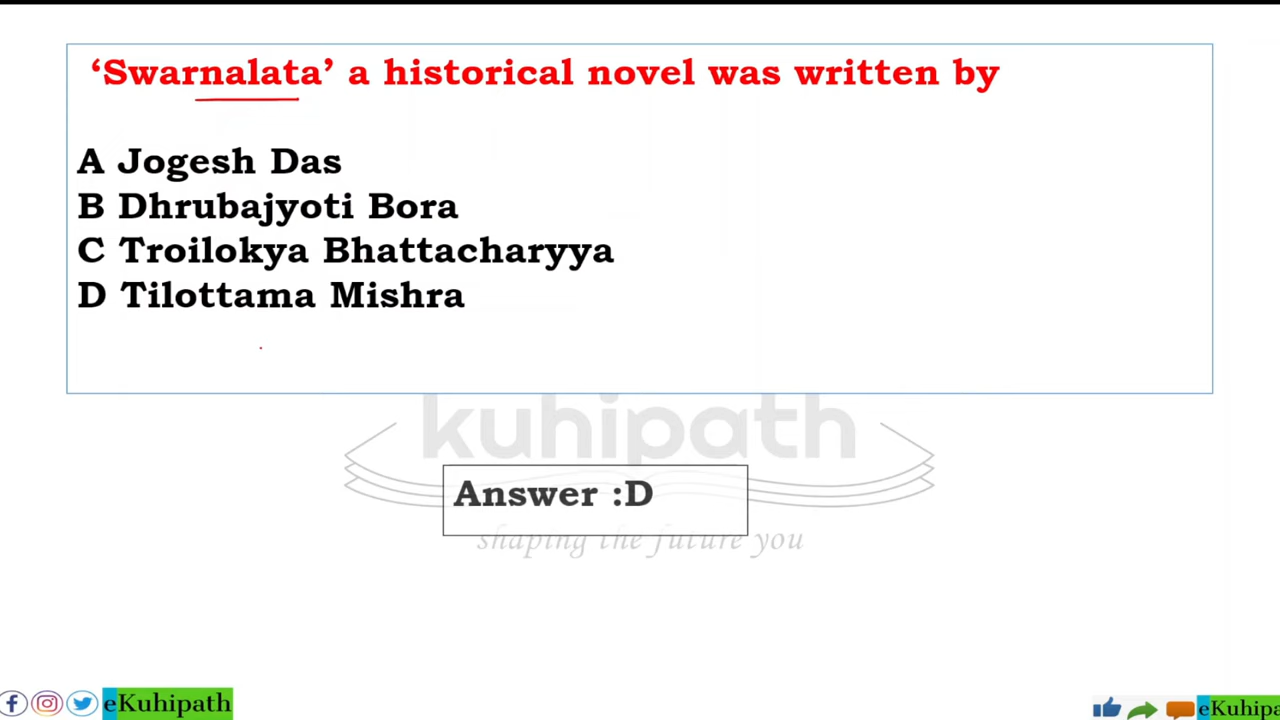 ‘Swarnalata’ a historical novel was written by
A Jogesh Das
B Dhrubajyoti Bora
C Troilokya Bhattacharyya
D Tilottama Mishra
kuhipath
Answer :D
shaping the future you
eKuhipath
eKuhipa